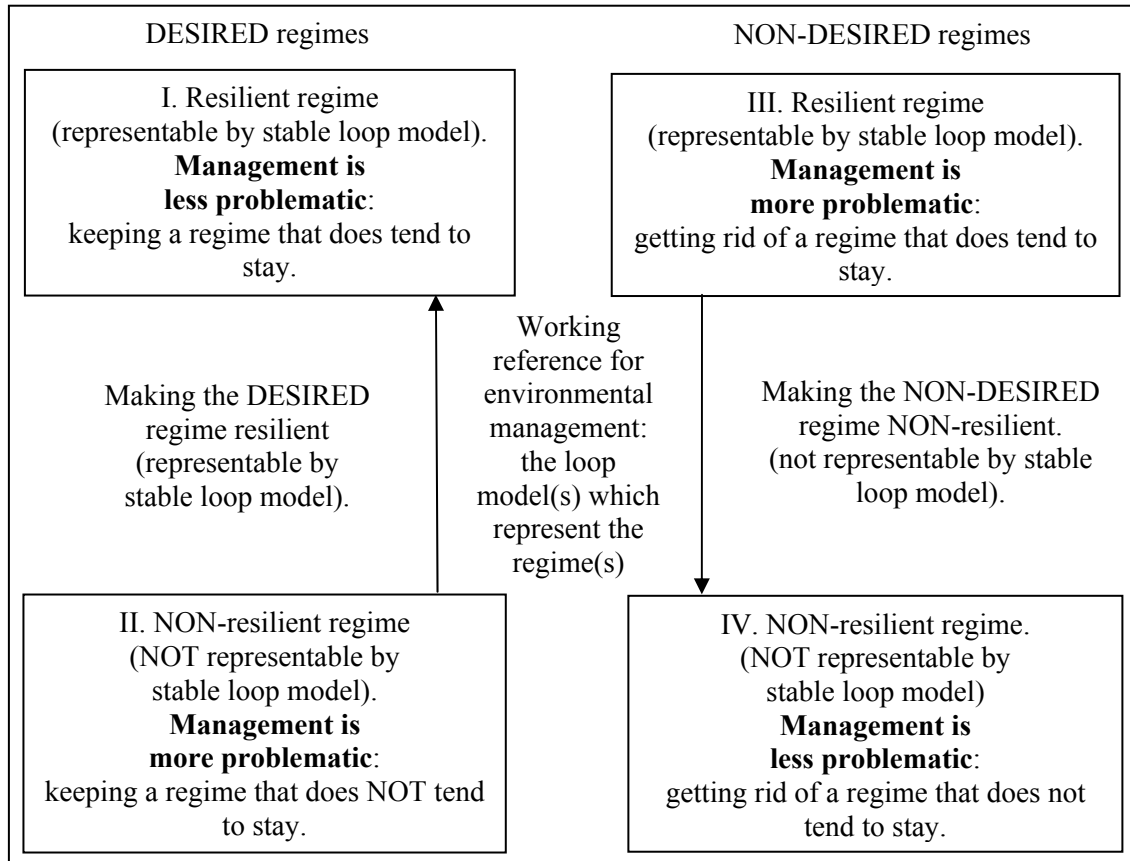 DESIRED regimes
NON-DESIRED regimes
I. Resilient regime
(representable by stable loop model).
Management is
less problematic:
keeping a regime that does tend to
stay.
III. Resilient regime
(representable by stable loop model).
Management is
more problematic:
getting rid of a regime that does tend to
stay.
Making the DESIRED
regime resilient
(representable by
stable loop model).
Working
reference for
environmental
management:
the loop
model(s) which
represent the
regime(s)
Making the NON-DESIRED
regime NON-resilient.
(not representable by stable
loop model).
II. NON-resilient regime
(NOT representable by
stable loop model).
Management is
more problematic:
keeping a regime that does NOT tend
to stay.
IV. NON-resilient regime.
(NOT representable by
stable loop model)
Management is
less problematic:
getting rid of a regime that does not
tend to stay.